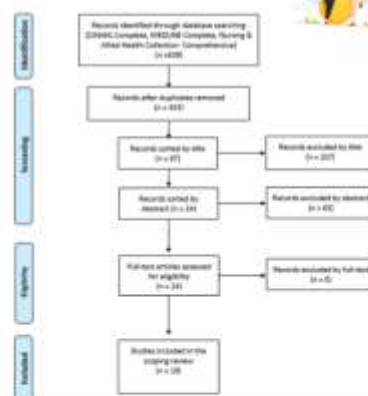 Identification
Records identified through database searching
(CINAHL Complete, MEDLINE Complete, Nursing &
Allied Health Collection: Comprehensive)
Screening
Records after duplicates removed
Records sorted by title
Records excluded by title
Records sorted by
Abstract (n = 24)
Records excluded by abstract
Eligibility
Full-text articles assessed
for eligibility
Records excluded by full-text
Included
Studies included in the
scoping review